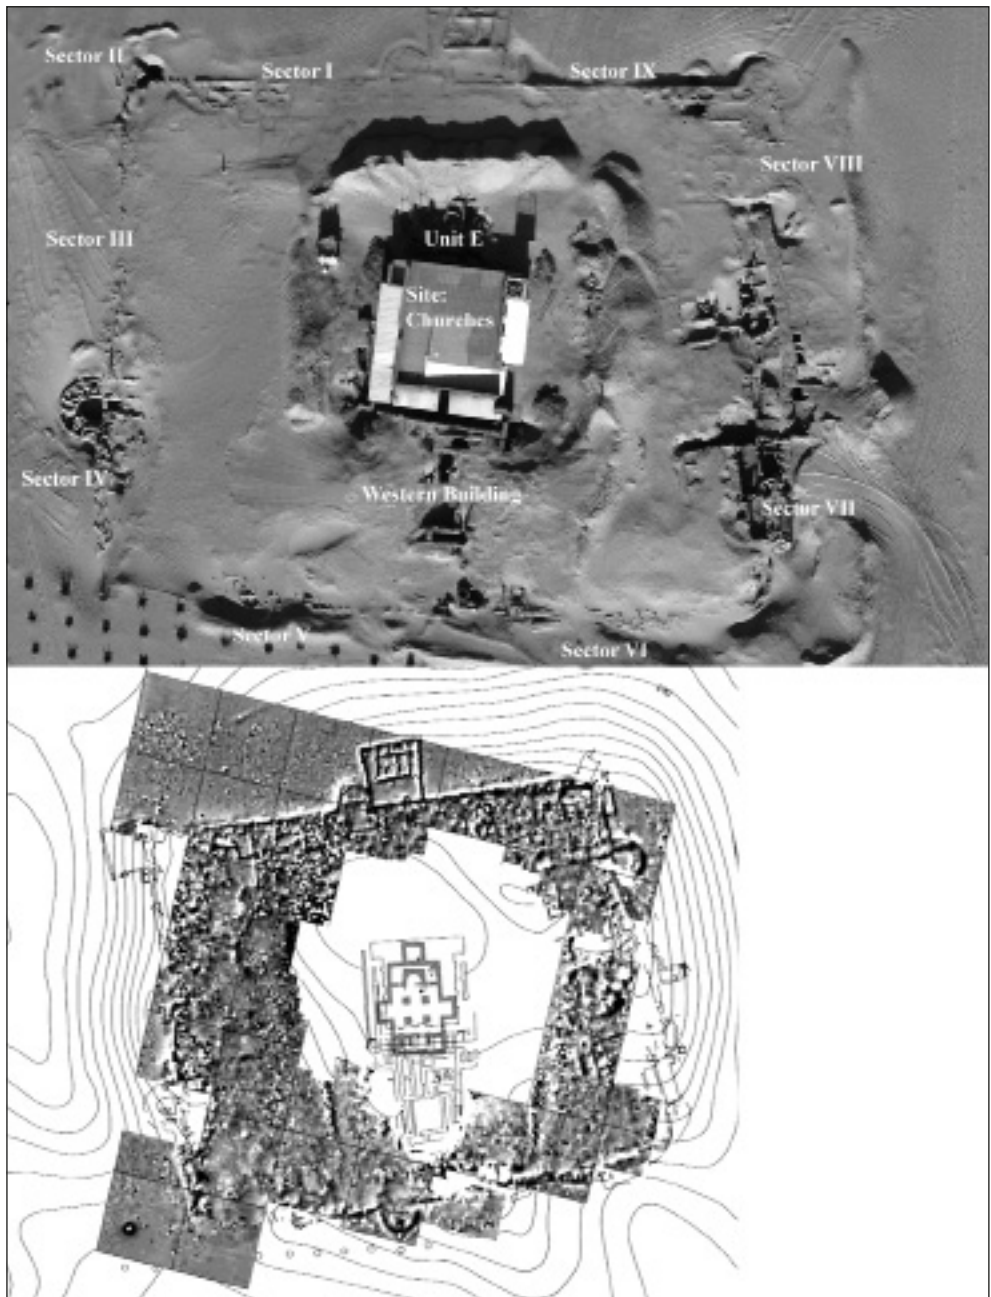 Sector II
Sector I
Sector IX
Sector VIII
Sector III
Unit E
Site:
Churches
Sector IV
Western Building
Sector VII
Sector V
Sector VI